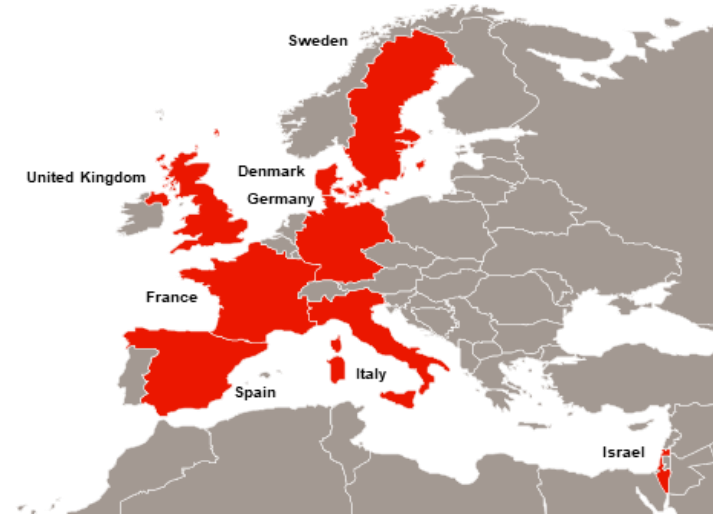 Sweden
Denmark
United Kingdom
Germany
France
Italy
Spain
Israel